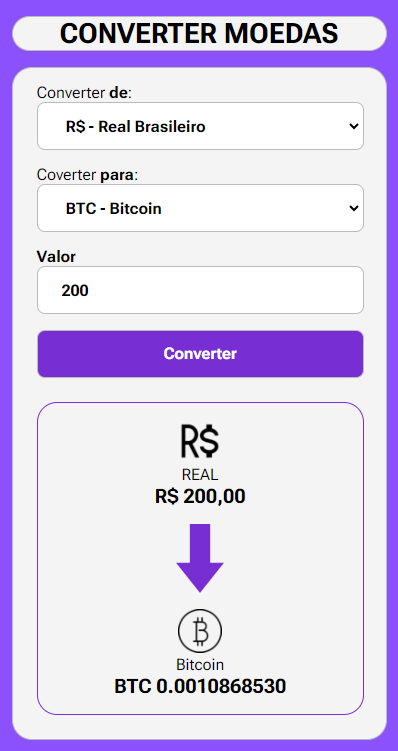 CONVERTER MOEDAS
Converter de:
R$ - Real Brasileiro
Coverter para:
BTC - Bitcoin
Valor
200
Converter
R$
REAL
R$ 200,00
Bitcoin
BTC 0.0010868530